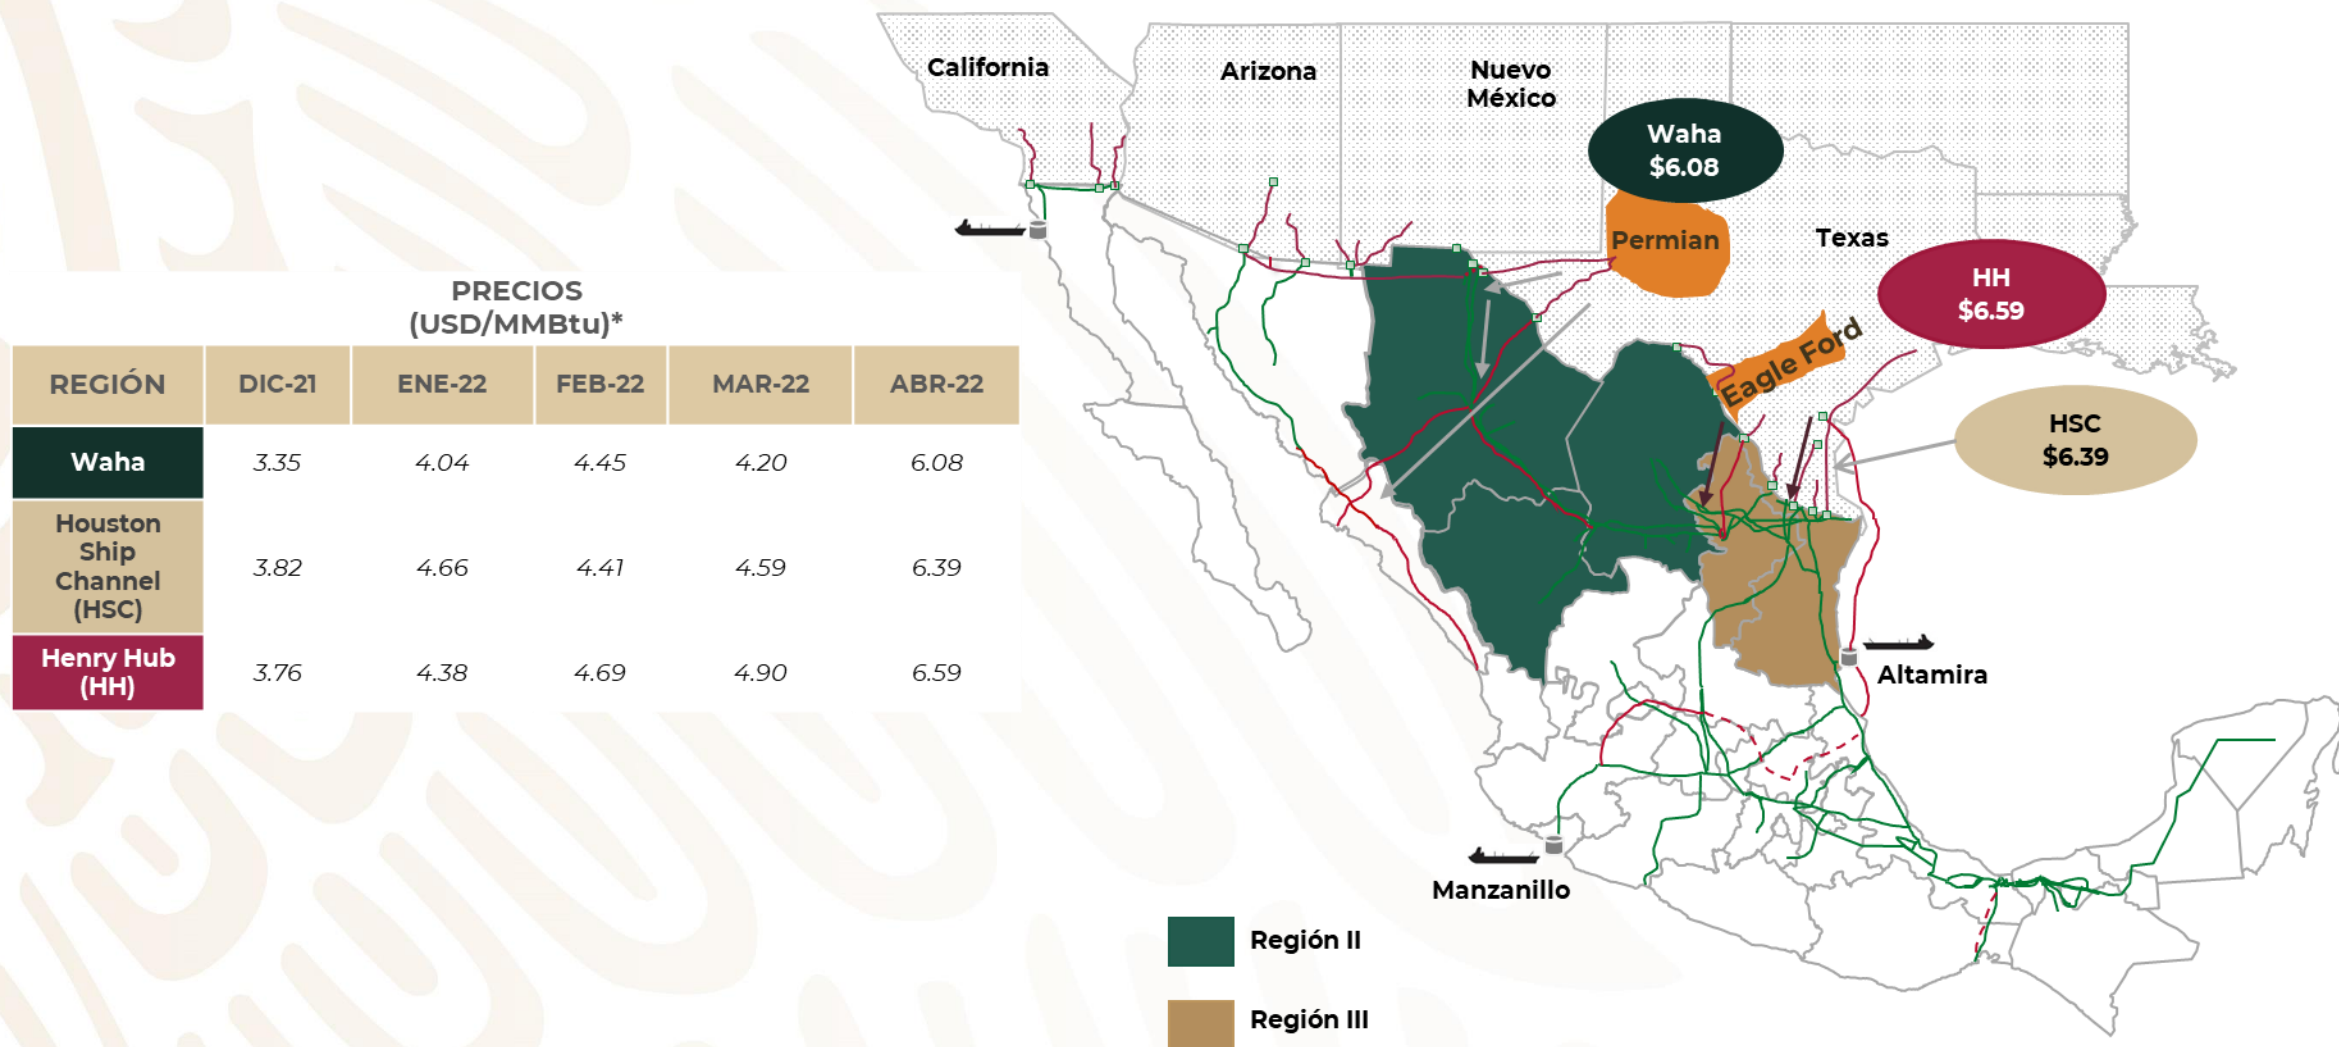 PRECIOS
(USD/MMBtu)*
REGIÓN DIC-21 ENE-22 FEB-22 MAR-22 ABR-22
Waha 3.35 4.04 4.45 4.20 6.08
Houston
Ship
Channel
(HSC)
3.82 4.66 4.41 4.59 6.39
Henry Hub
(HH)
3.76 4.38 4.69 4.90 6.59
California
Arizona
Nuevo
México
Waha
$6.08
Permian
Texas
HH
$6.59
Eagle Ford
HSC
$6.39
Altamira
Manzanillo
Región II
Región III